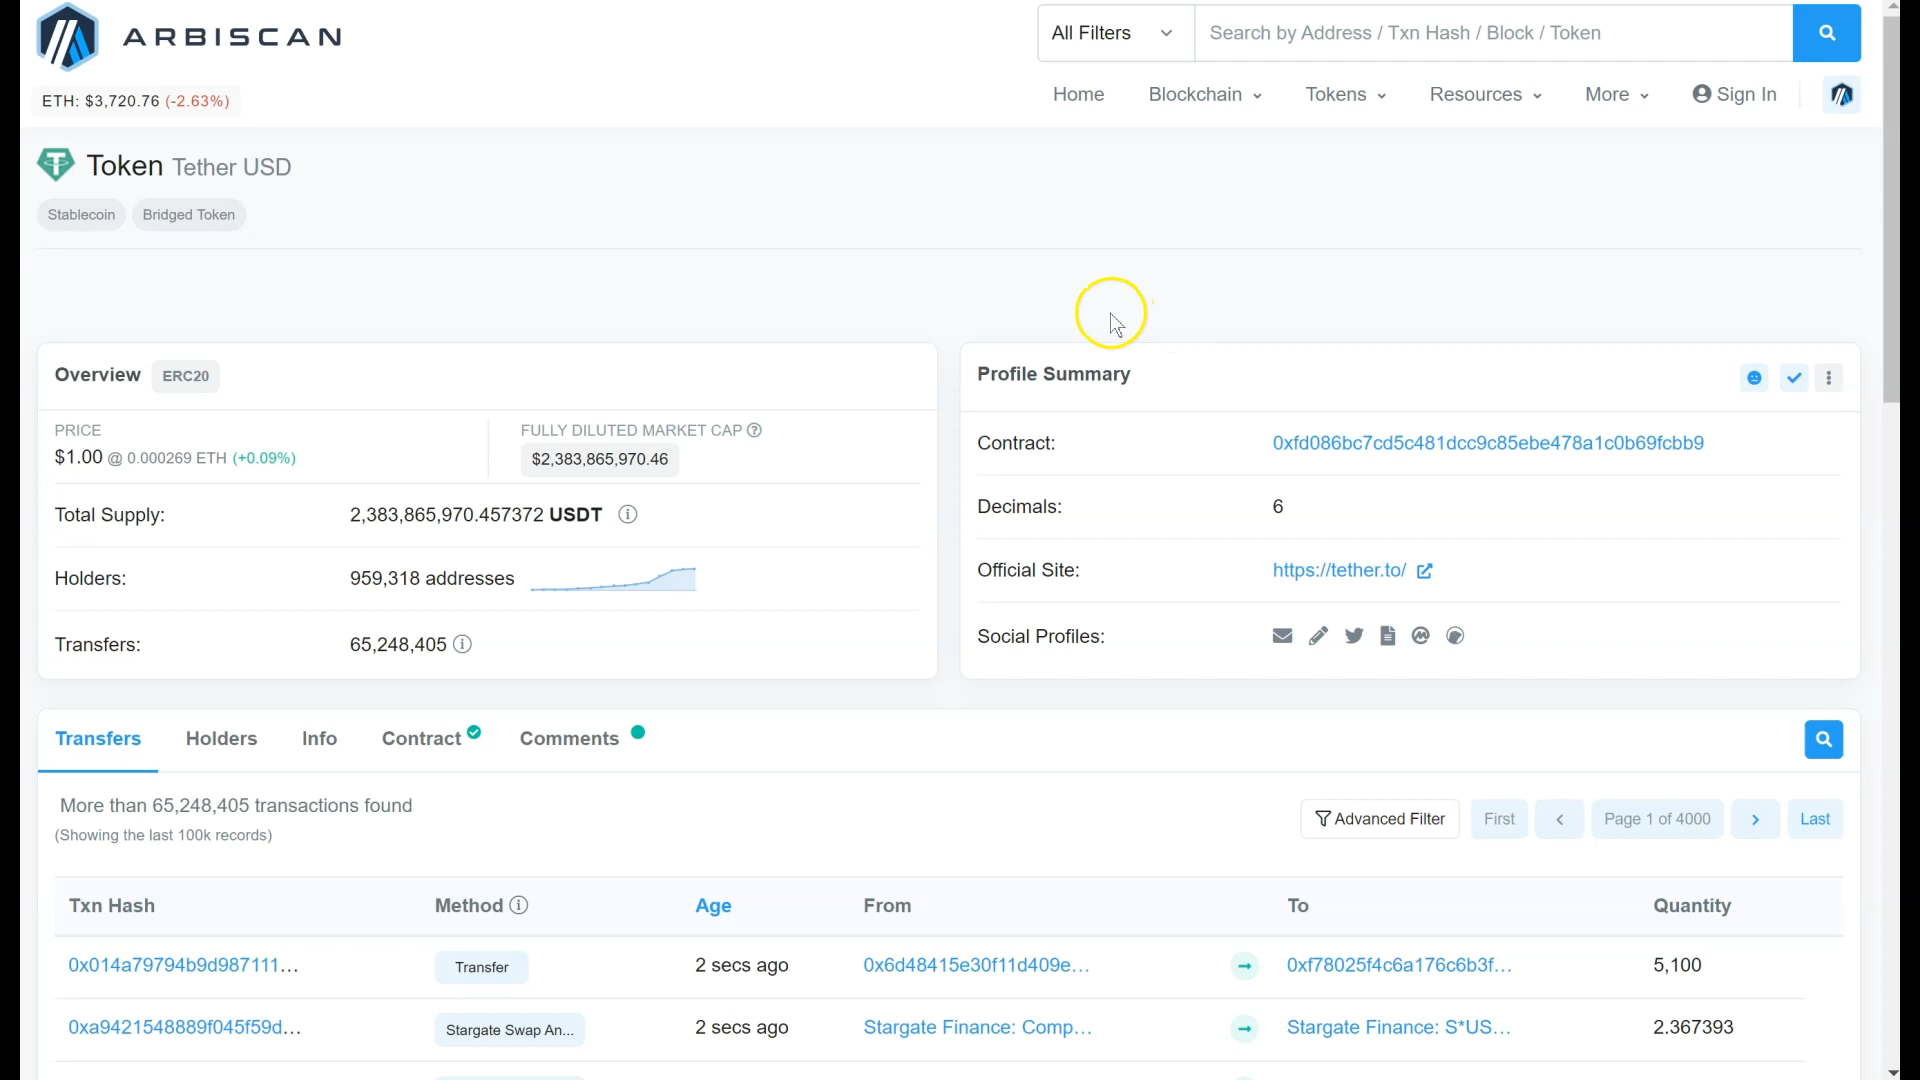 ARBISCAN
All Filters
Search by Address / Txn Hash / Block / Token
ETH: $3,720.76 (-2.63%)
Home
Blockchain
Tokens
Resources
More
Sign In
Token Tether USD
Stablecoin
Bridged Token
Overview
ERC20
PRICE
$1.00 @ 0.000269 ETH (+0.09%)
FULLY DILUTED MARKET CAP
$2,383,865,970.46
Total Supply:
2,383,865,970.457372 USDT
Holders:
959,318 addresses
Transfers:
65,248,405
Profile Summary
Contract:
0xfd086bc7cd5c481dcc9c85ebe478a1c0b69fcbb9
Decimals:
6
Official Site:
https://tether.to/
Social Profiles:
Transfers
Holders
Info
Contract
Comments
More than 65,248,405 transactions found
(Showing the last 100k records)
Advanced Filter
First
Page 1 of 4000
Last
Txn Hash
Method
Age
From
To
Quantity
0x014a79794b9d987111...
Transfer
2 secs ago
0x6d48415e30f11d409e...
0xf78025f4c6a176c6b3f...
5,100
0xa9421548889f045f59d...
Stargate Swap An...
2 secs ago
Stargate Finance: Comp...
Stargate Finance: S*US...
2.367393